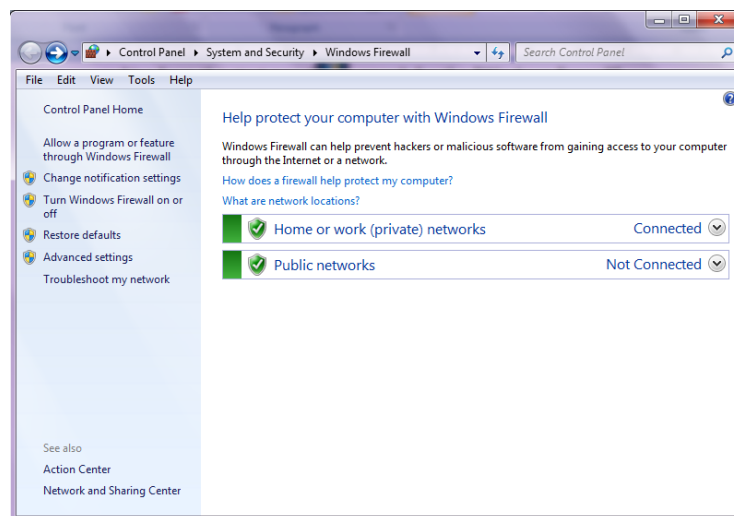 Control Panel System and Security Windows Firewall Search Control Panel
File Edit View Tools Help
Control Panel Home
Allow a program or feature
through Windows Firewall
Change notification settings
Turn Windows Firewall on or
off
Restore defaults
Advanced settings
Troubleshoot my network
See also
Action Center
Network and Sharing Center
Help protect your computer with Windows Firewall
Windows Firewall can help prevent hackers or malicious software from gaining access to your computer
through the Internet or a network.
How does a firewall help protect my computer?
What are network locations?
Home or work (private) networks Connected
Public networks Not Connected